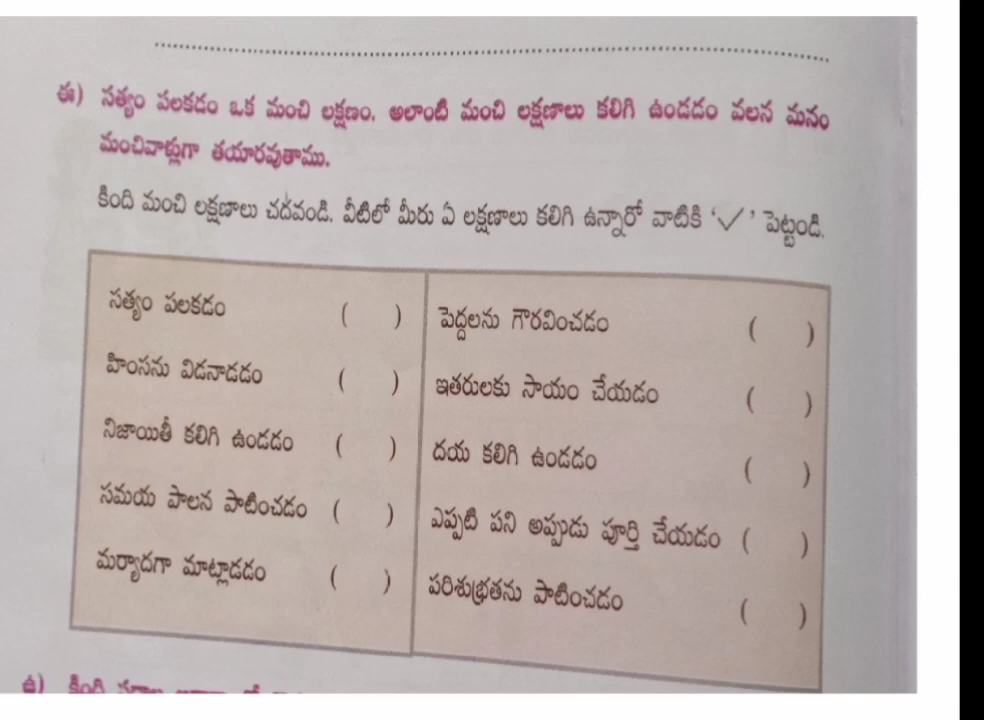 ఈ) సత్యం పలకడం ఒక మంచి లక్షణం. అలాంటి మంచి లక్షణాలు కలిగి ఉండడం వలన మనం
మంచివాళ్లుగా తయారవుతాము.
కింది మంచి లక్షణాలు చదవండి. వీటిలో మీరు ఏ లక్షణాలు కలిగి ఉన్నారో వాటికి ‘✓’ పెట్టండి.
సత్యం పలకడం ( )
హింసను విడనాడడం ( )
నిజాయితీ కలిగి ఉండడం ( )
సమయ పాలన పాటించడం ( )
మర్యాదగా మాట్లాడడం ( )
పెద్దలను గౌరవించడం ( )
ఇతరులకు సాయం చేయడం ( )
దయ కలిగి ఉండడం ( )
ఎప్పటి పని అప్పుడు పూర్తి చేయడం ( )
పరిశుభ్రతను పాటించడం ( )
ఉ) కింది